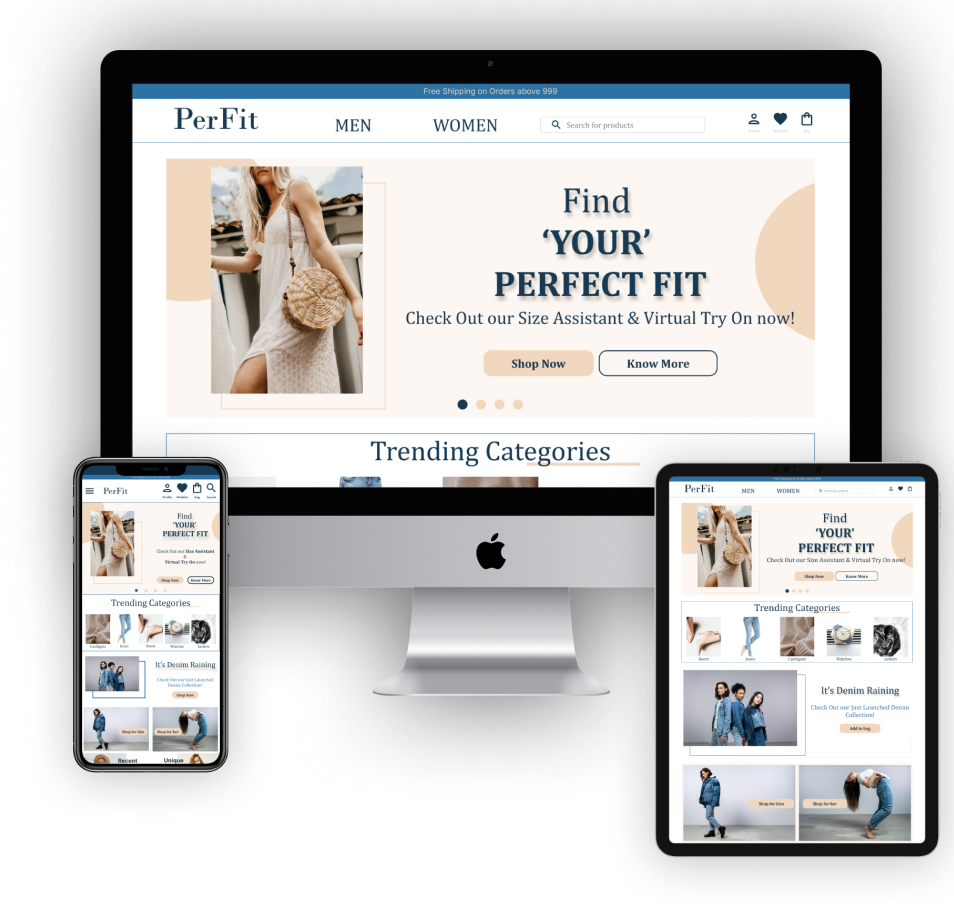 Free Shipping on Orders above 999
PerFit
MEN
WOMEN
Search for products
Profile
Wishlist
Bag
Find
‘YOUR’
PERFECT FIT
Check Out our Size Assistant & Virtual Try On now!
Shop Now
Know More
Trending Categories
PerFit
Profile
Wishlist
Bag
Search
Find
‘YOUR’
PERFECT FIT
Check Out our Size Assistant
&
Virtual Try On now!
Shop Now
Know More
Trending Categories
Cardigans
Jeans
Boots
Watches
Jackets
It's Denim Raining
Check Out our Just Launched
Denim Collection!
Shop Now
Shop for him
Shop for her
Recent
Unique
Free Shipping on Orders above 999
PerFit
MEN
WOMEN
Search for products
Find
‘YOUR’
PERFECT FIT
Check Out our Size Assistant & Virtual Try On now!
Shop Now
Know More
Trending Categories
Boots
Jeans
Cardigans
Watches
Jackets
It's Denim Raining
Check Out our Just Launched Denim
Collection!
Add to bag
Shop for him
Shop for her